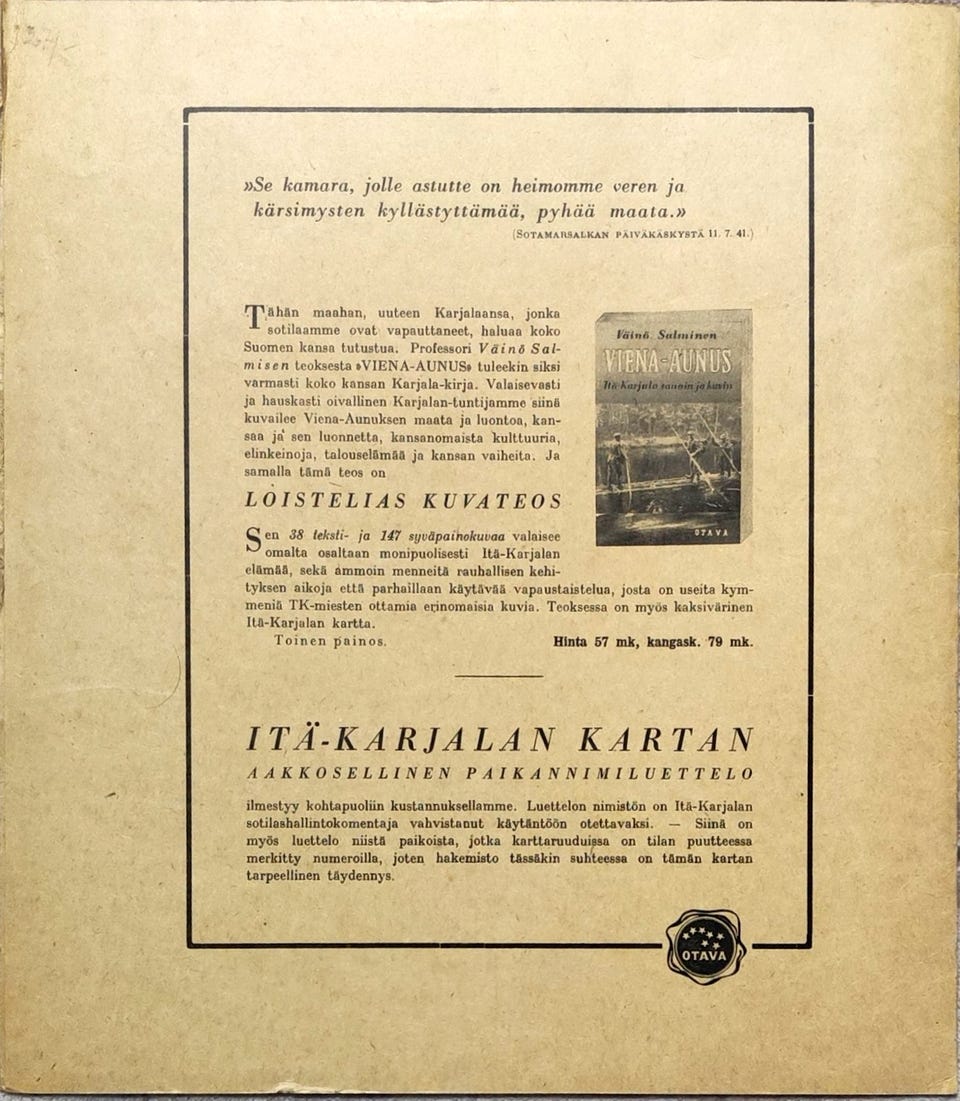 »Se kamara, jolle astutte on heimomme veren ja
kärsimysten kyllästyttämää, pyhää maata.»
(SOTAMARSALKAN PÄIVÄKÄSKYSTÄ 11. 7. 41.)
Tähän maahan, uuteen Karjalaansa, jonka
sotilaamme ovat vapauttaneet, haluaa koko
Suomen kansa tutustua. Professori Väinö Sal-
misen teoksesta »VIENA-AUNUS» tuleekin siksi
varmasti koko kansan Karjala-kirja. Valaisevasti
ja hauskasti oivallinen Karjalan-tuntijamme siinä
kuvailee Viena-Aunuksen maata ja luontoa, kan-
saa ja sen luonnetta, kansanomaista kulttuuria,
elinkeinoja, talouselämää ja kansan vaiheita. Ja
samalla tämä teos on
LOISTELIAS KUVATEOS
Sen 38 teksti- ja 147 syväpainokuvaa valaisee
omalta osaltaan monipuolisesti Itä-Karjalan
elämää, sekä ammoin menneitä rauhallisen kehi-
tyksen aikoja että parhaillaan käytävää vapaustaistelua, josta on useita kym-
meniä TK-miesten ottamia erinomaisia kuvia. Teoksessa on myös kaksivärinen
Itä-Karjalan kartta.
Toinen painos. Hinta 57 mk, kangask. 79 mk.
Väinö Salminen
VIENA-AUNUS
Itä-Karjala sanoin ja kuvin
OTAVA
ITÄ-KARJALAN KARTAN
AAKKOSELLINEN PAIKANNIMILUETTELO
ilmestyy kohtapuoliin kustannuksellamme. Luettelon nimistön on Itä-Karjalan
sotilashallintokomentaja vahvistanut käytäntöön otettavaksi. — Siinä on
myös luettelo niistä paikoista, jotka karttaruuduissa on tilan puutteessa
merkitty numeroilla, joten hakemisto tässäkin suhteessa on tämän kartan
tarpeellinen täydennys.
OTAVA